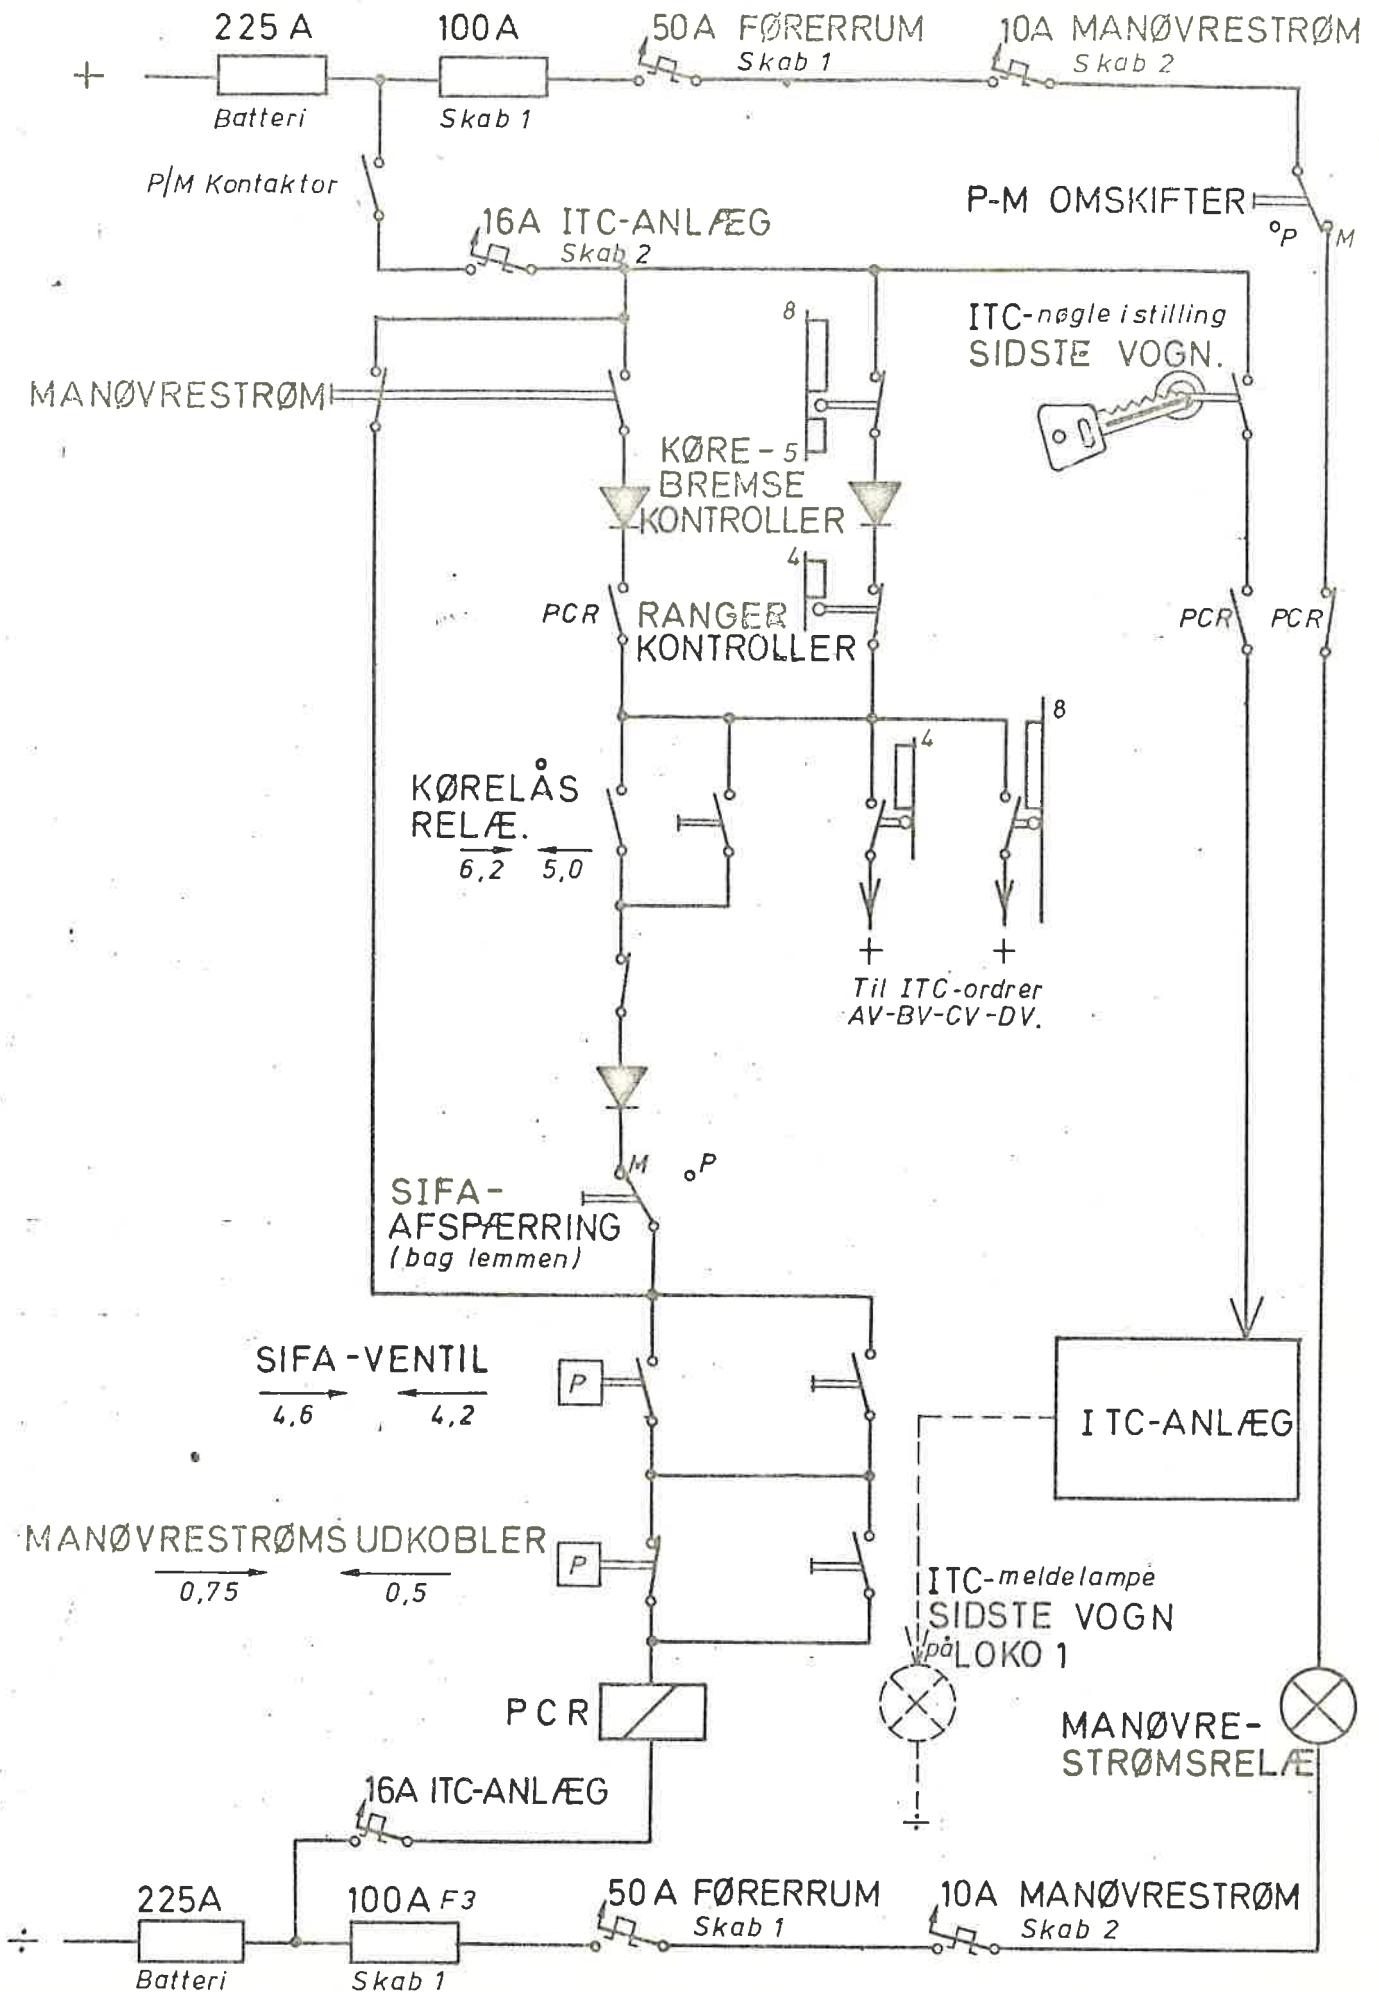 225 A
100 A
50A FØRERRUM
10A MANØVRESTRØM
Skab 1
Skab 2
+
Batteri
Skab 1
P/M Kontaktor
P-M OMSKIFTER
P
M
16A ITC-ANLÆG
Skab 2
8
ITC-nøgle i stilling
SIDSTE VOGN.
MANØVRESTRØM
KØRE-
5
BREMSE
KONTROLLER
4
PCR
RANGER
KONTROLLER
PCR
PCR
8
4
KØRELÅS
RELÆ.
6,2
5,0
+
+
Til ITC-ordrer
AV-BV-CV-DV.
M
P
SIFA-
AFSPÆRRING
(bag lemmen)
SIFA-VENTIL
4,6
4,2
P
ITC-ANLÆG
MANØVRESTRØMSUDKOBLER
0,75
0,5
P
ITC-meldelampe
SIDSTE VOGN
på LOKO 1
PCR
MANØVRE-
STRØMSRELÆ
16A ITC-ANLÆG
÷
225A
100A F3
50A FØRERRUM
10A MANØVRESTRØM
Skab 1
Skab 2
÷
Batteri
Skab 1